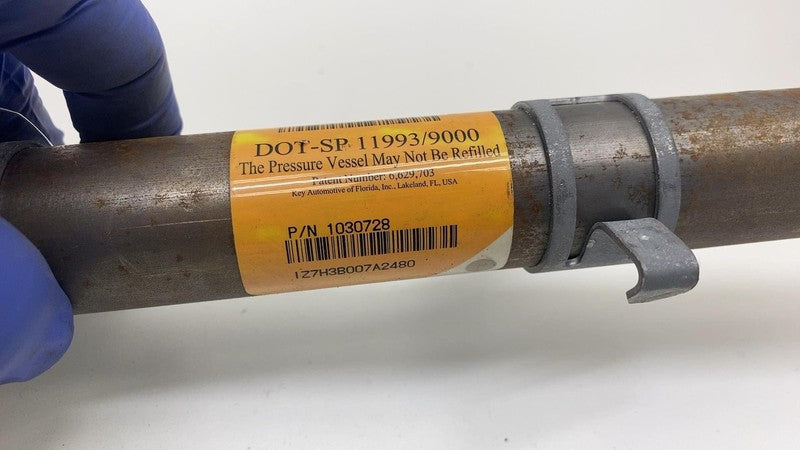 DOT-SP 11993/9000
The Pressure Vessel May Not Be Refilled
Patent Number: 6,629,703
Key Automotive of Florida, Inc., Lakeland, FL, USA
P/N 1030728
1Z7H3B007A2480